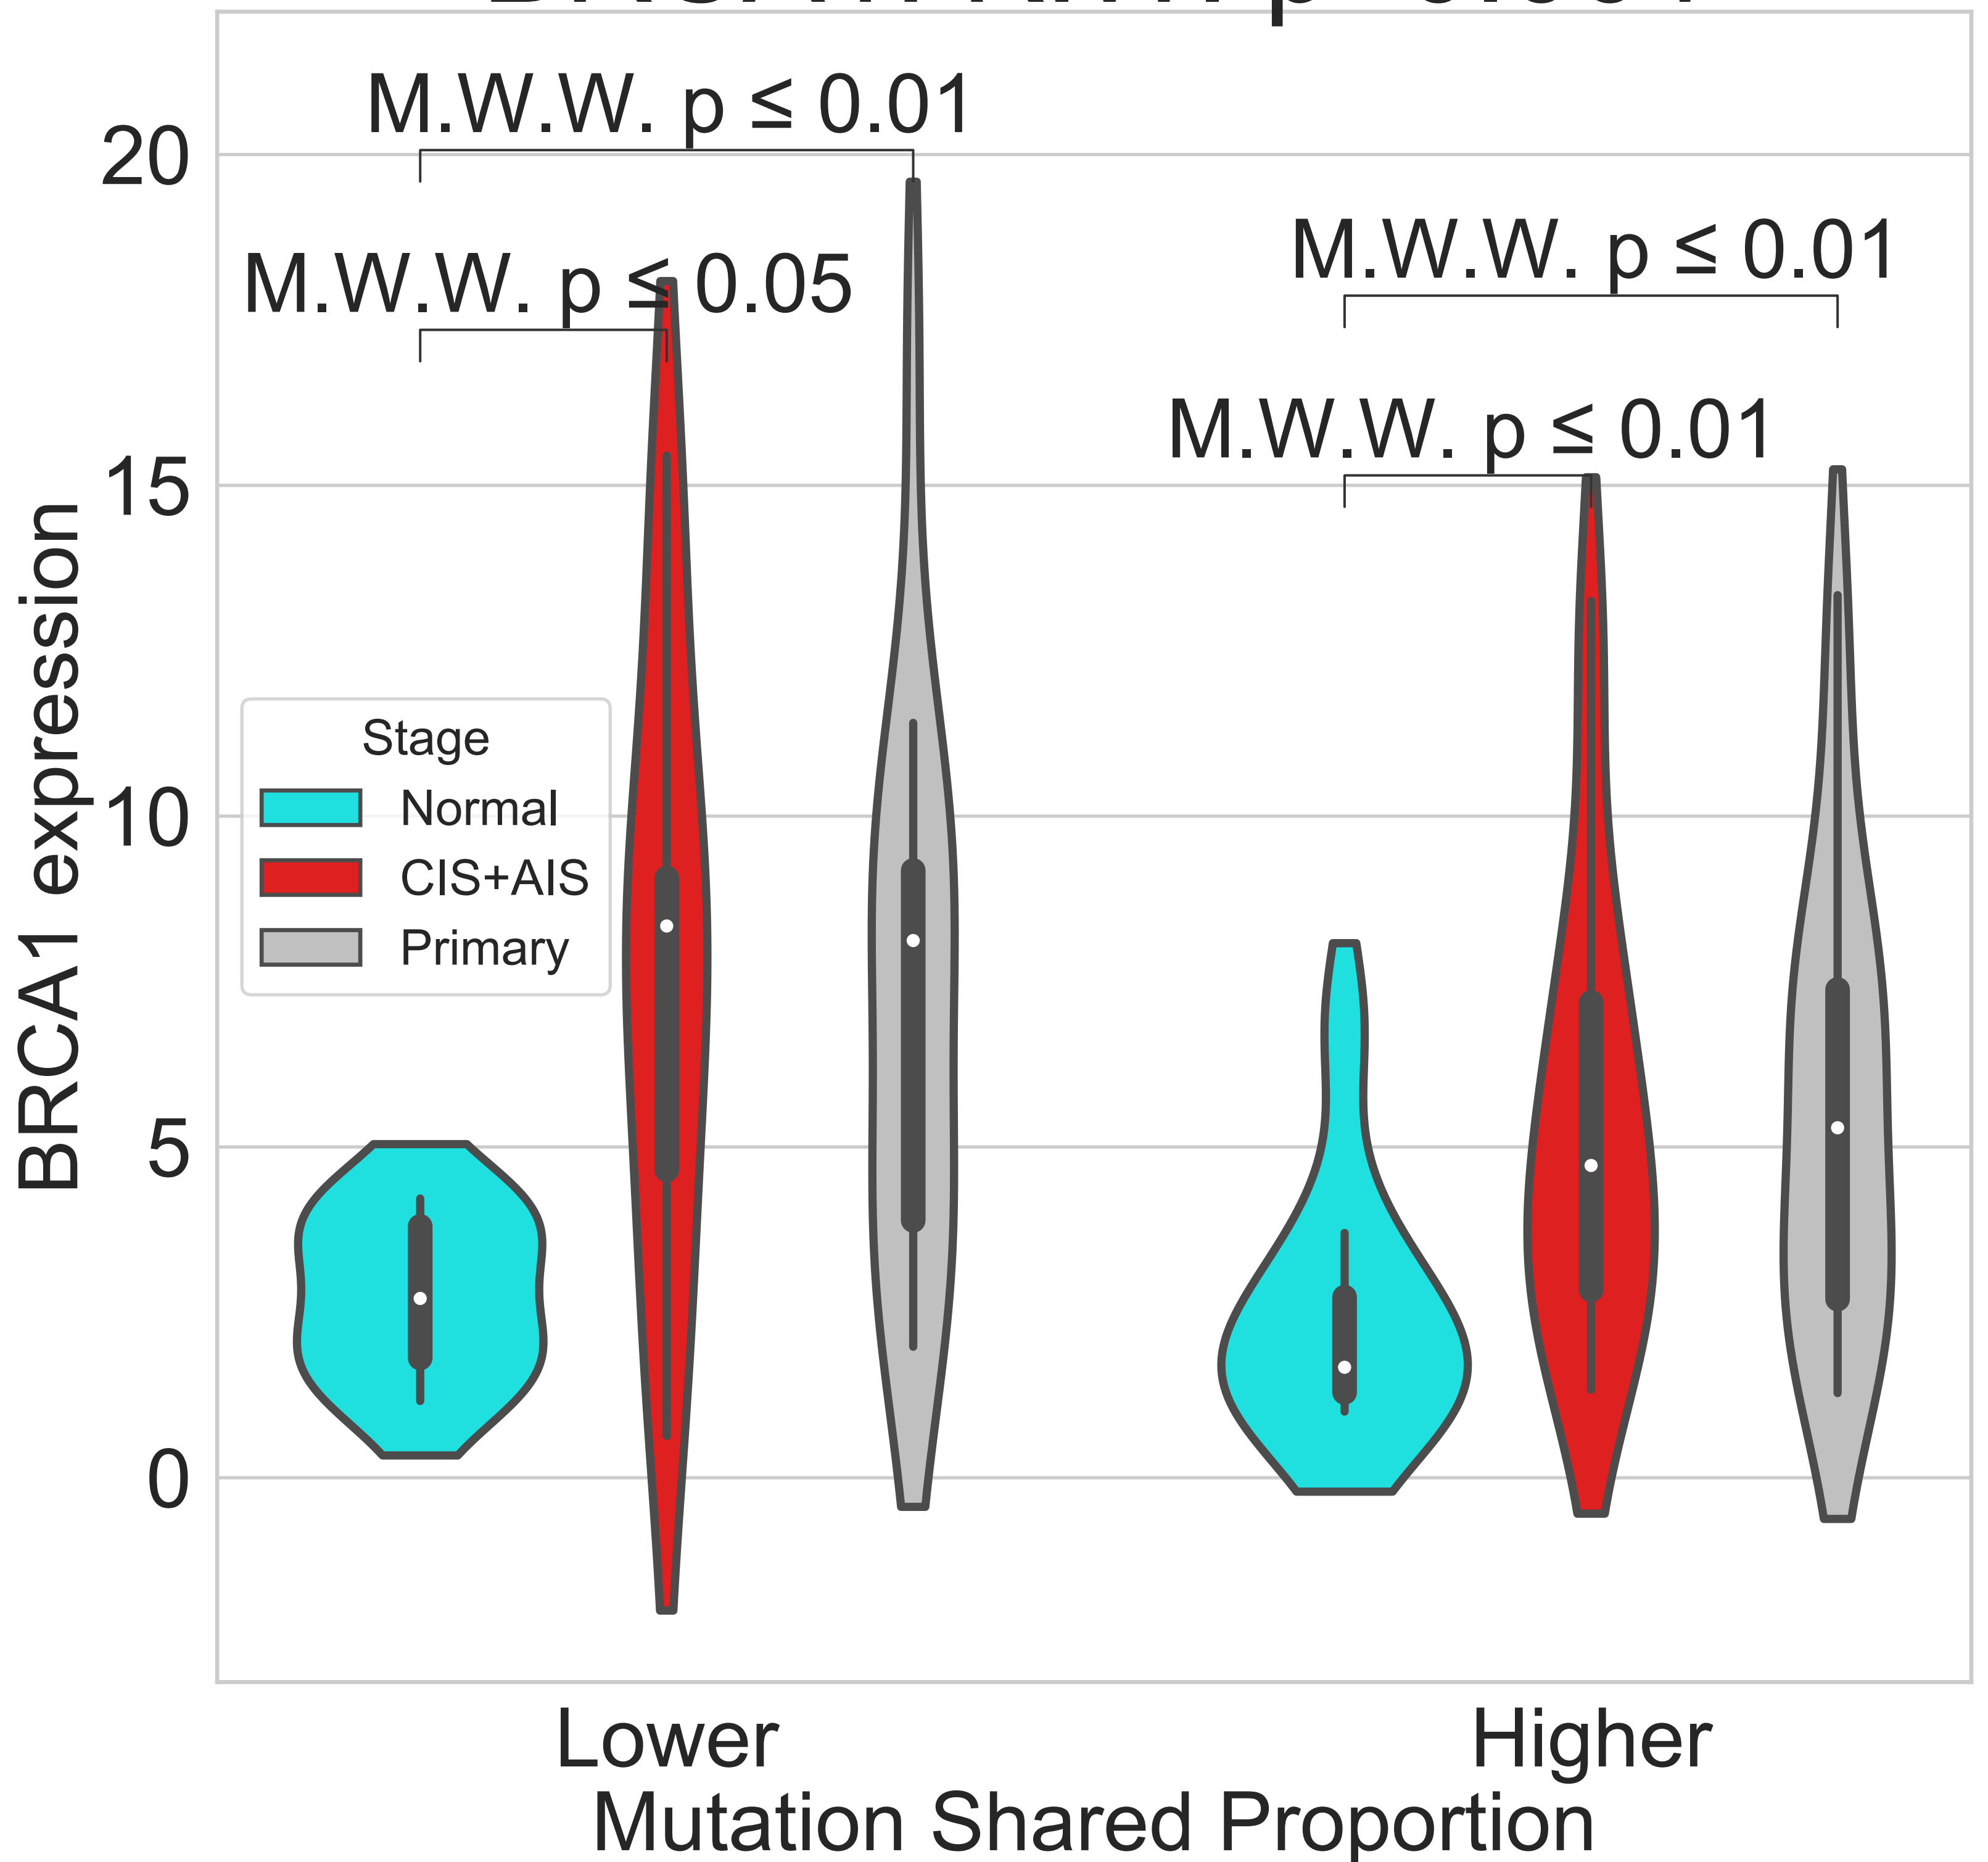 M.W.W. p ≤ 0.01
M.W.W. p ≤ 0.05
M.W.W. p ≤ 0.01
M.W.W. p ≤ 0.01
20
15
10
5
0
BRCA1 expression
Stage
Normal
CIS+AIS
Primary
Lower
Higher
Mutation Shared Proportion